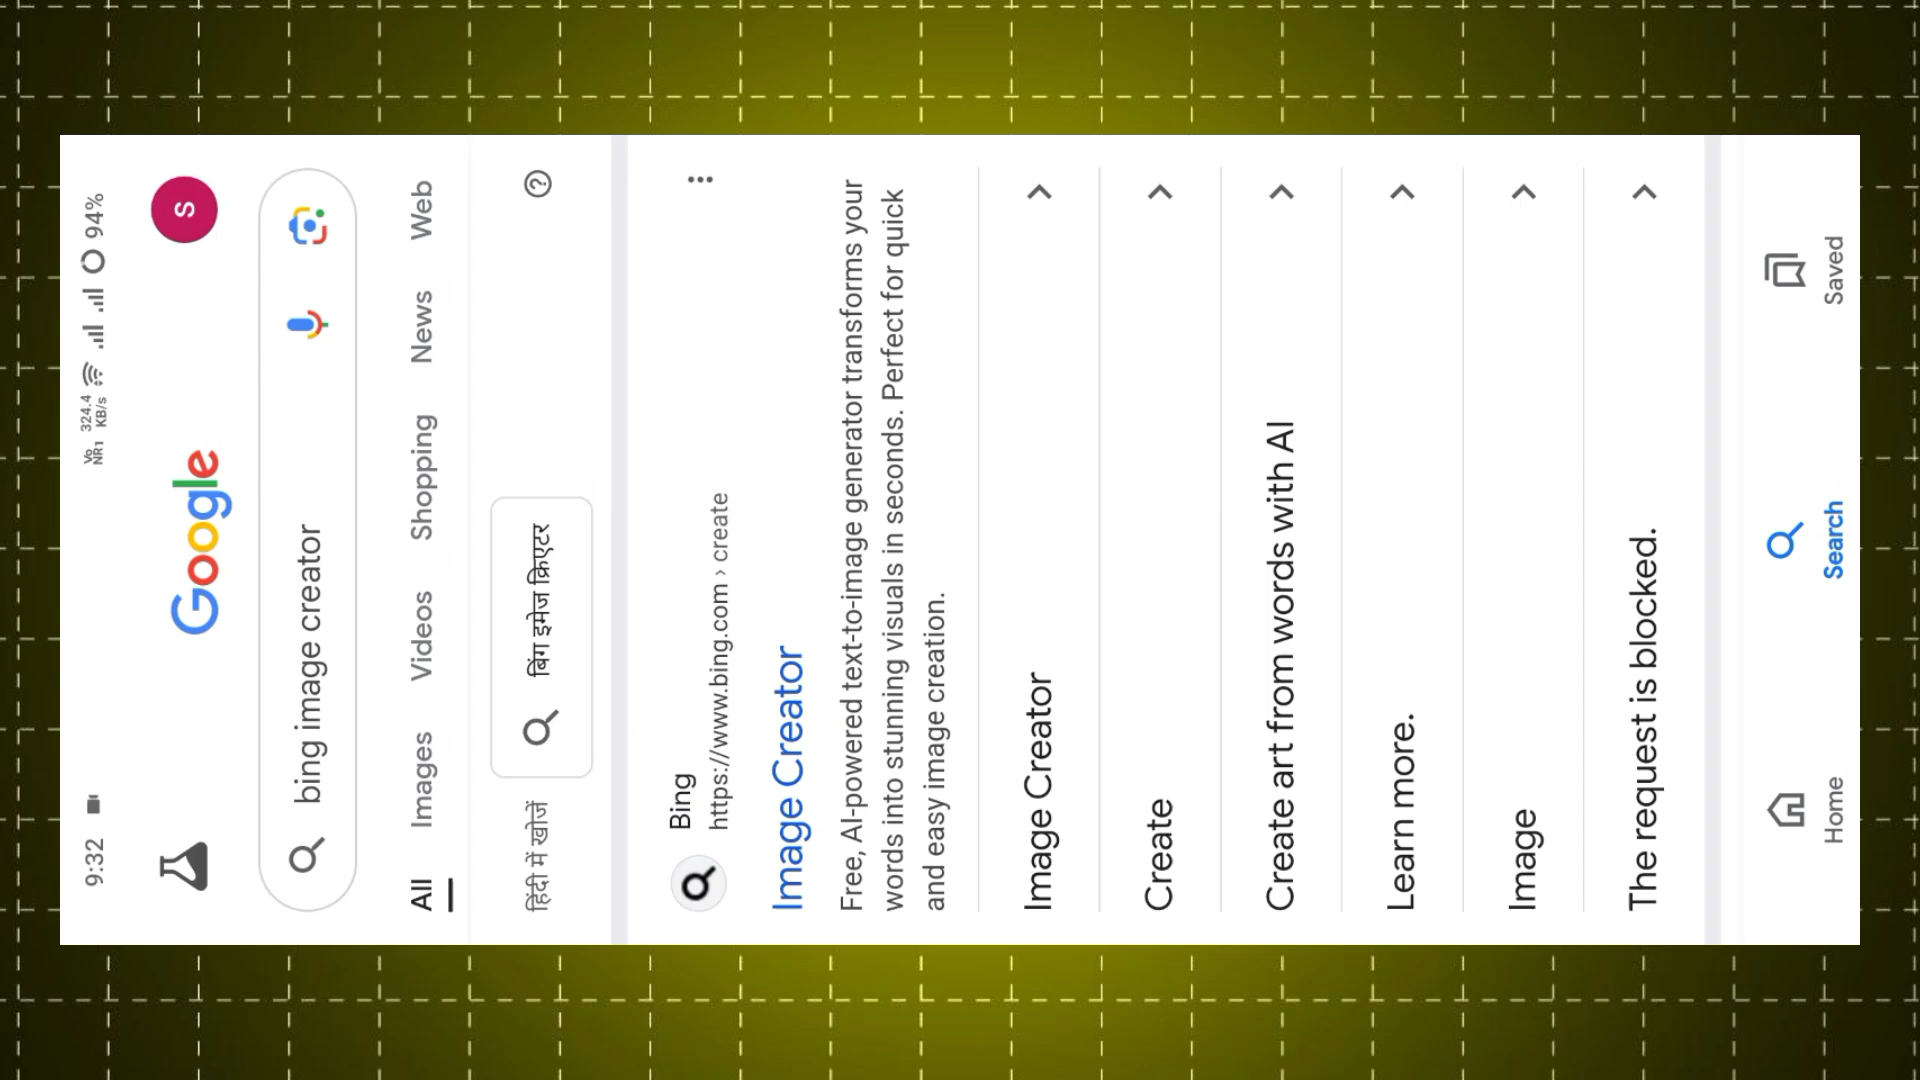 9:32 Vo NR1 324.4 KB/s 94%
Google S
bing image creator
All Images Videos Shopping News Web
हिंदी में खोजें बिंग इमेज क्रिएटर
Bing
https://www.bing.com › create
Image Creator
Free, AI-powered text-to-image generator transforms your
words into stunning visuals in seconds. Perfect for quick
and easy image creation.
Image Creator
Create
Create art from words with AI
Learn more.
Image
The request is blocked.
Home Search Saved